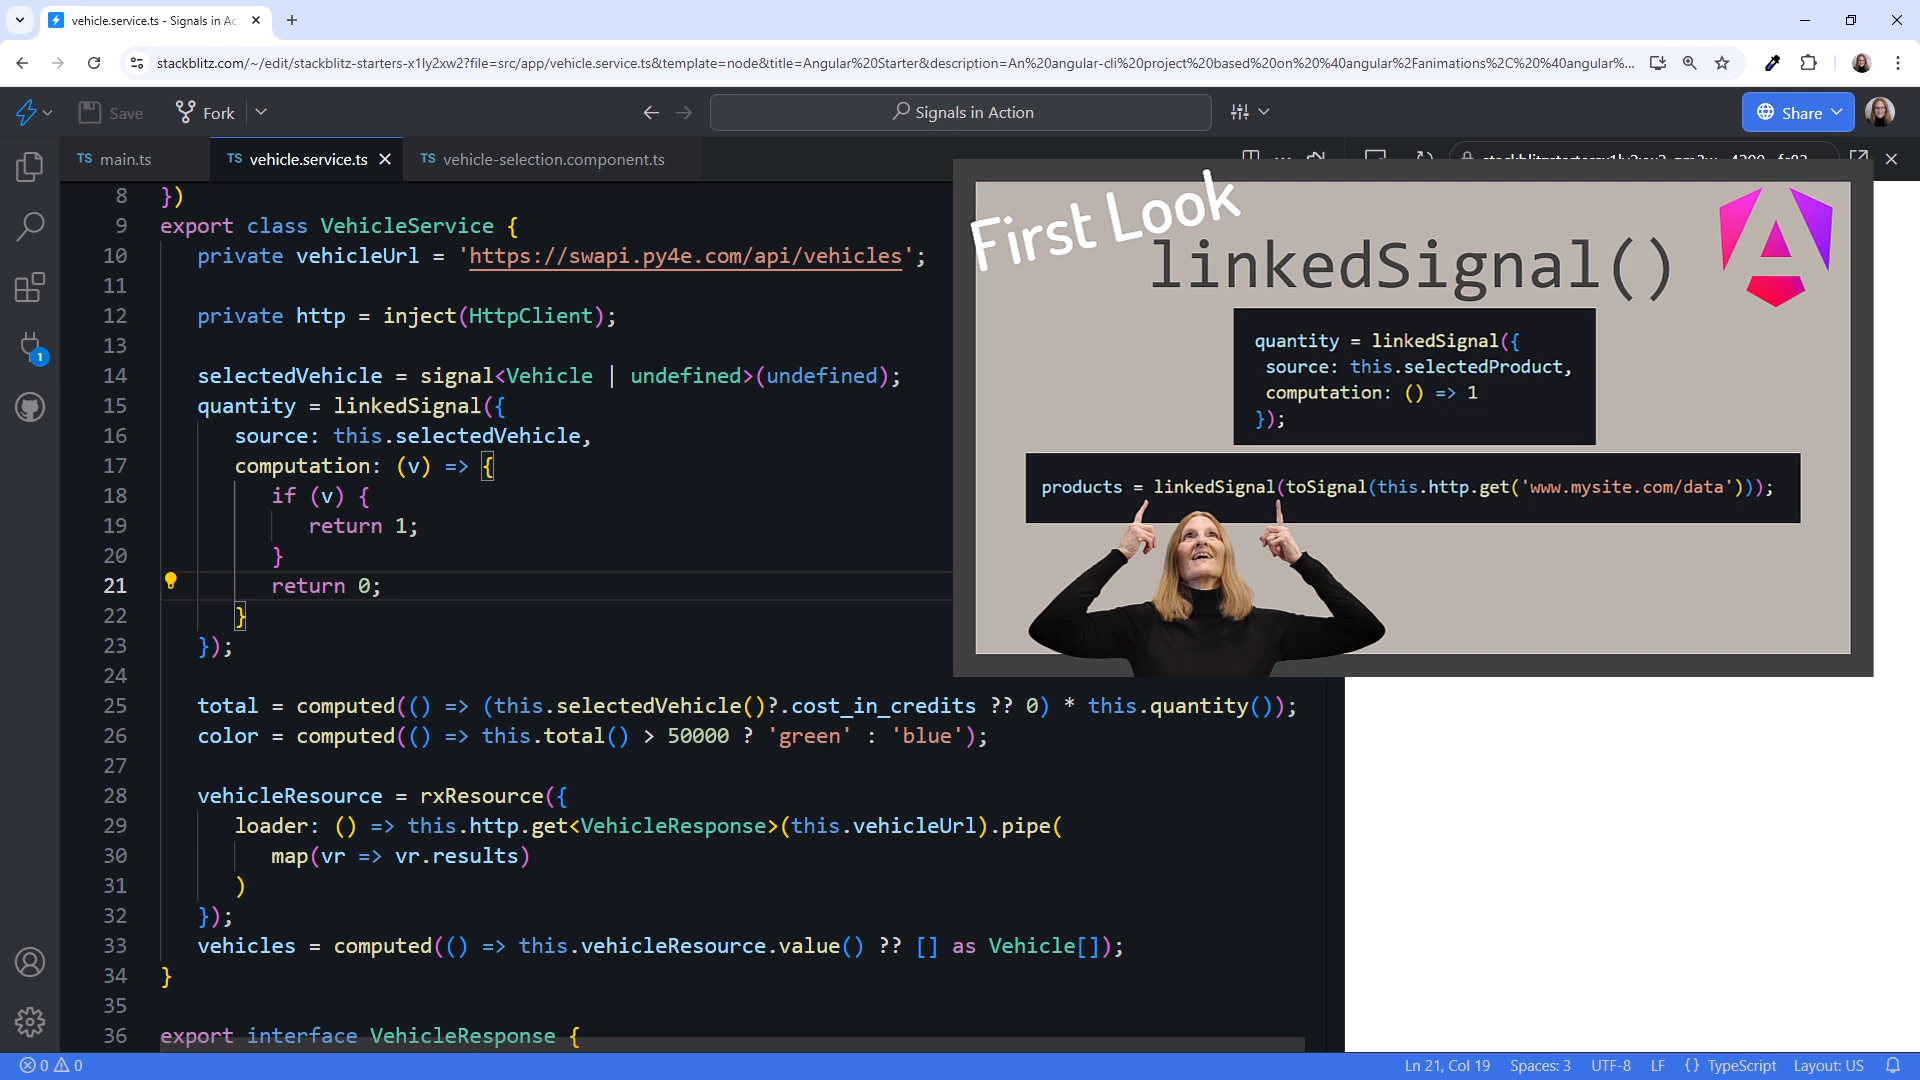 vehicle.service.ts - Signals in Ac
stackblitz.com/~/edit/stackblitz-starters-x1ly2xw2?file=src/app/vehicle.service.ts&template=node&title=Angular%20Starter&description=An%20angular-cli%20project%20based%20on%20%40angular%2Fanimations%2C%20%40angular%...
Save
Fork
Signals in Action
Share
TS main.ts
TS vehicle.service.ts
TS vehicle-selection.component.ts
8 })
9 export class VehicleService {
10 private vehicleUrl = 'https://swapi.py4e.com/api/vehicles';
11
12 private http = inject(HttpClient);
13
14 selectedVehicle = signal<Vehicle | undefined>(undefined);
15 quantity = linkedSignal({
16 source: this.selectedVehicle,
17 computation: (v) => {
18 if (v) {
19 return 1;
20 }
21 return 0;
22 }
23 });
24
25 total = computed(() => (this.selectedVehicle()?.cost_in_credits ?? 0) * this.quantity());
26 color = computed(() => this.total() > 50000 ? 'green' : 'blue');
27
28 vehicleResource = rxResource({
29 loader: () => this.http.get<VehicleResponse>(this.vehicleUrl).pipe(
30 map(vr => vr.results)
31 )
32 });
33 vehicles = computed(() => this.vehicleResource.value() ?? [] as Vehicle[]);
34 }
35
36 export interface VehicleResponse {
First Look
linkedSignal()
quantity = linkedSignal({
source: this.selectedProduct,
computation: () => 1
});
products = linkedSignal(toSignal(this.http.get('www.mysite.com/data')));
1
0 0
Ln 21, Col 19
Spaces: 3
UTF-8
LF
{} TypeScript
Layout: US